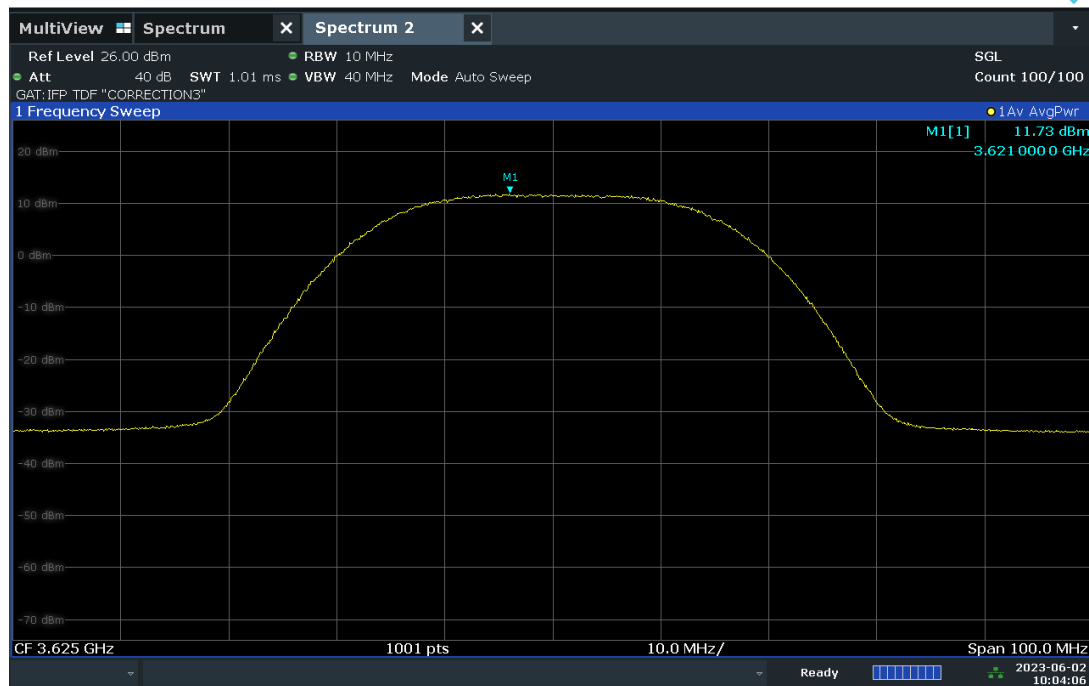 MultiView Spectrum X Spectrum 2 X
Ref Level 26.00 dBm RBW 10 MHz SGL
Att 40 dB SWT 1.01 ms VBW 40 MHz Mode Auto Sweep Count 100/100
GAT:IFP TDF "CORRECTION3"
1 Frequency Sweep 1Av AvgPwr
M1[1] 11.73 dBm
3.6210000 GHz
20 dBm
M1
10 dBm
0 dBm
-10 dBm
-20 dBm
-30 dBm
-40 dBm
-50 dBm
-60 dBm
-70 dBm
CF 3.625 GHz 1001 pts 10.0 MHz/ Span 100.0 MHz
Ready 2023-06-02
10:04:06